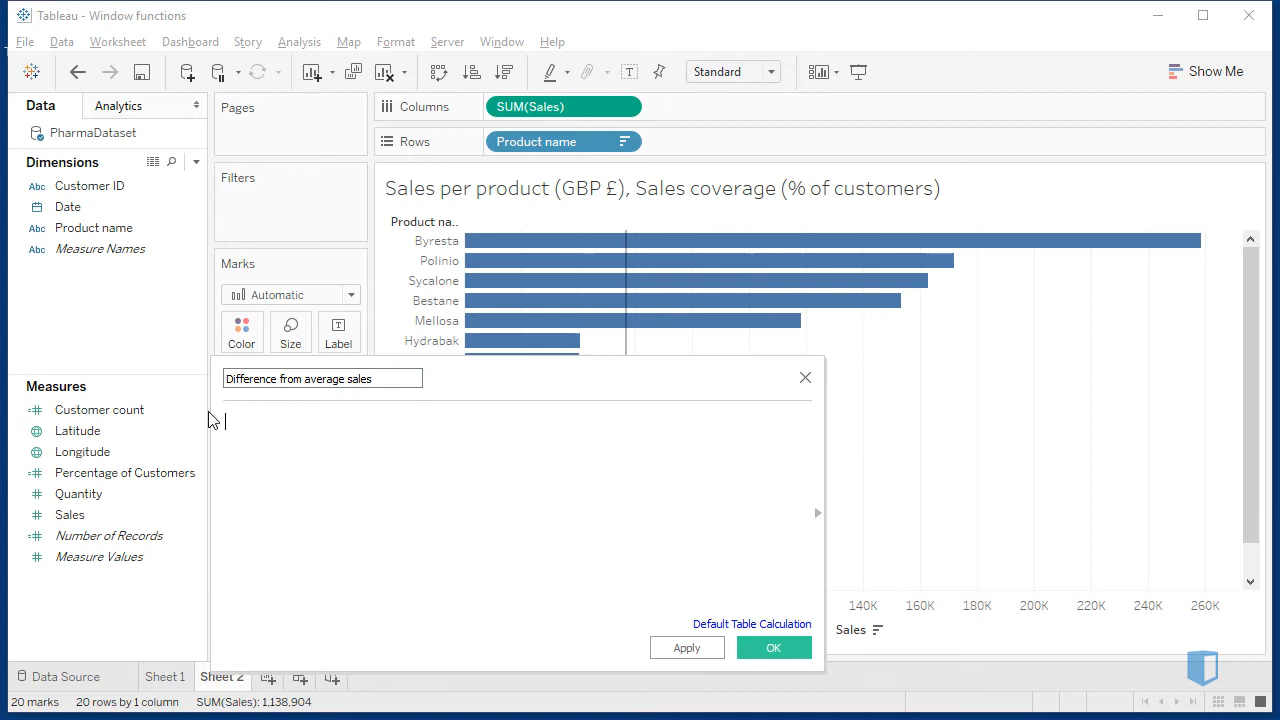 Tableau - Window functions
File Data Worksheet Dashboard Story Analysis Map Format Server Window Help
Standard
Show Me
Data Analytics
PharmaDataset
Dimensions
Abc Customer ID
Date
Abc Product name
Abc Measure Names
Measures
Customer count
Latitude
Longitude
Percentage of Customers
Quantity
Sales
Number of Records
Measure Values
Pages
Filters
Marks
Automatic
Color Size Label
Columns SUM(Sales)
Rows Product name
Sales per product (GBP £), Sales coverage (% of customers)
Product na..
Byresta
Polinio
Sycalone
Bestane
Mellosa
Hydrabak
Difference from average sales
Default Table Calculation
Apply OK
140K 160K 180K 200K 220K 240K 260K
Sales
Data Source Sheet 1 Sheet 2
20 marks 20 rows by 1 column SUM(Sales): 1,138,904